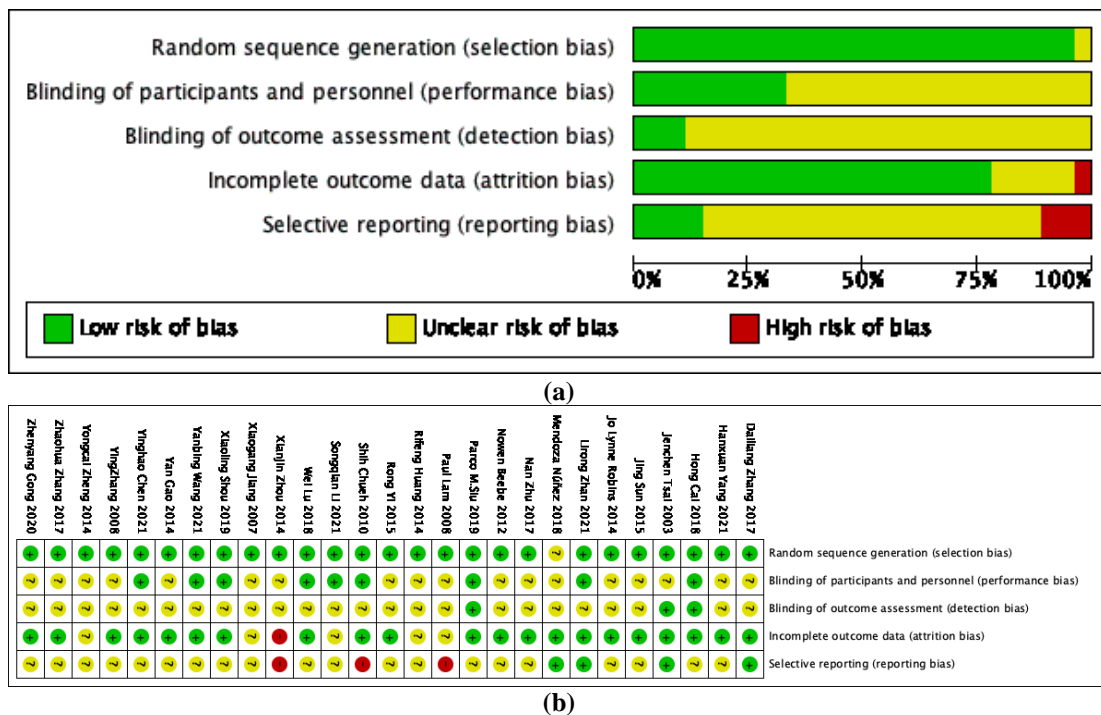 Random sequence generation (selection bias)
Blinding of participants and personnel (performance bias)
Blinding of outcome assessment (detection bias)
Incomplete outcome data (attrition bias)
Selective reporting (reporting bias)
0% 25% 50% 75% 100%
Low risk of bias Unclear risk of bias High risk of bias
(a)
Zhenyang Gong 2020
Zhaohua Zhang 2017
Yongcai Zheng 2014
YingZhang 2008
Yinghao Chen 2021
Yan Gao 2014
Yanbing Wang 2021
Xiaoling Shou 2019
Xiaogang Jiang 2007
Xianjin Zhou 2014
Wei Lu 2018
Songqian Li 2021
Shih Chueh 2010
Rong Yi 2015
Rifeng Huang 2014
Paul Lam 2008
Parco M.Siu 2019
Nowen Beebe 2012
Nan Zhu 2017
Mendoza Núñez 2018
Lirong Zhan 2021
Jo Lynne Robins 2014
Jing Sun 2015
Jenchen Tsai 2003
Hong Cai 2018
Hanxuan Yang 2021
Dailiang Zhang 2017
+ + + + + + + + + + + + + + + + + + + ? + + + + + + + Random sequence generation (selection bias)
? ? ? ? + ? + + ? ? + + + ? ? ? + ? ? ? + ? ? ? + ? ? Blinding of participants and personnel (performance bias)
? ? ? ? ? ? ? ? ? ? ? ? ? ? ? ? + ? ? ? ? ? ? + + ? ? Blinding of outcome assessment (detection bias)
+ + ? + + + + + ? - + ? + + ? ? + + + + + + + + + + + Incomplete outcome data (attrition bias)
? ? ? ? ? ? ? ? ? - ? ? - ? ? - ? ? ? + + ? ? + ? ? + Selective reporting (reporting bias)
(b)